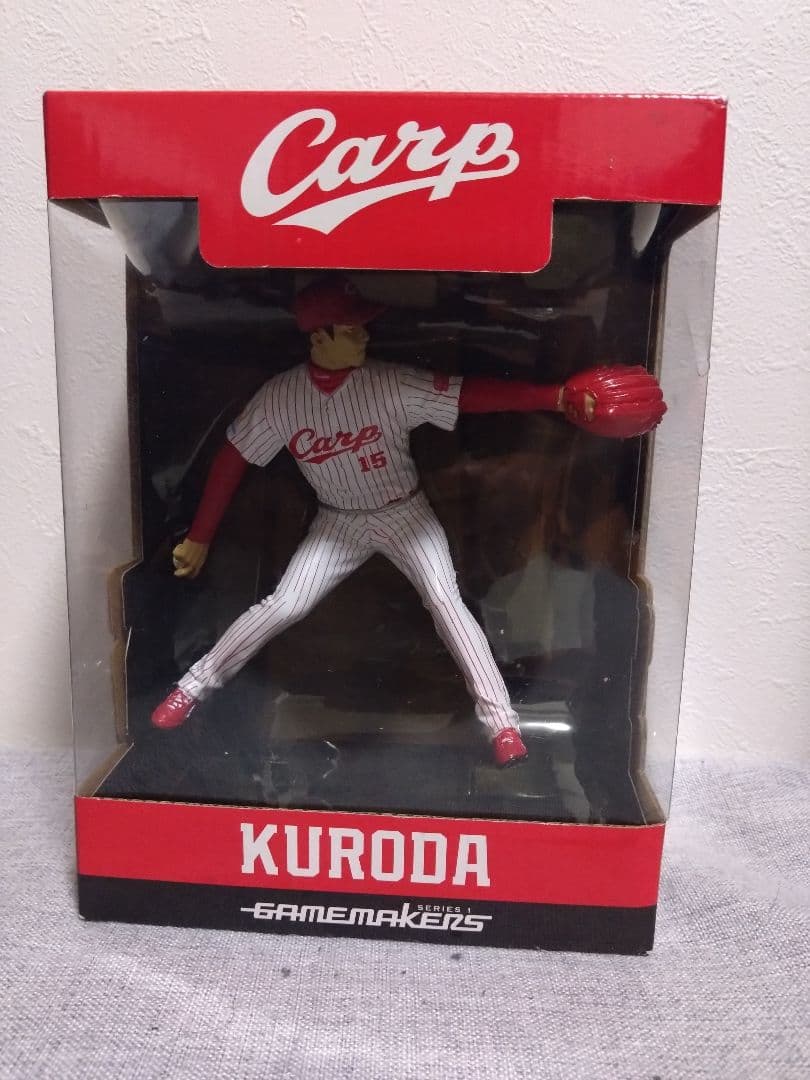 Carp
Carp
15
KURODA
SERIES 1
GAMEMAKERS